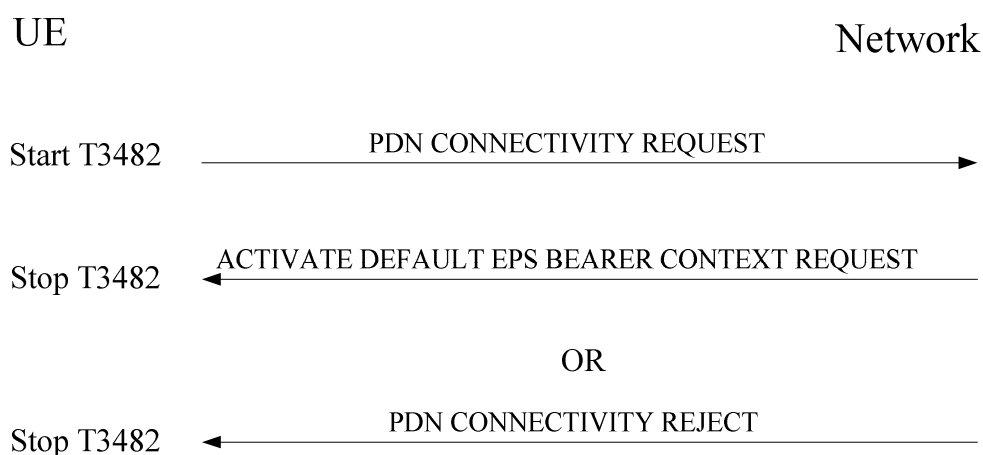 UE
Network
Start T3482
PDN CONNECTIVITY REQUEST
Stop T3482
ACTIVATE DEFAULT EPS BEARER CONTEXT REQUEST
OR
Stop T3482
PDN CONNECTIVITY REJECT